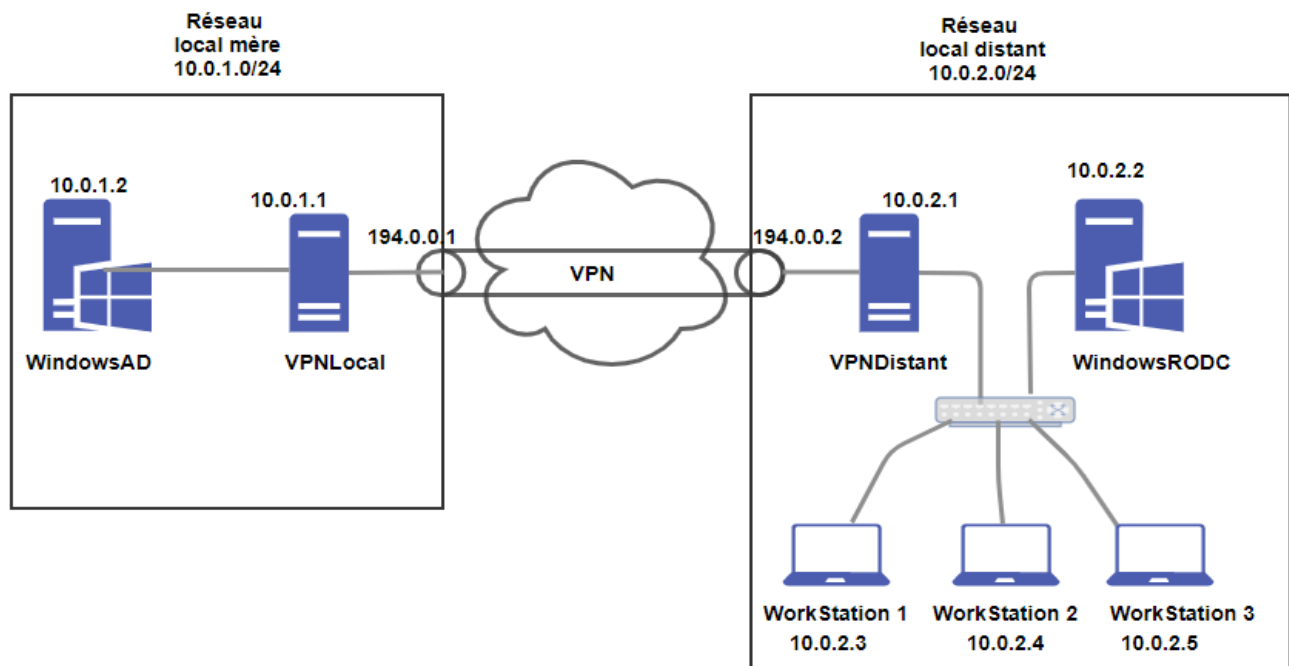 Réseau
local mère
10.0.1.0/24
Réseau
local distant
10.0.2.0/24
10.0.1.2
10.0.1.1
194.0.0.1
VPN
194.0.0.2
10.0.2.1
10.0.2.2
WindowsAD
VPNLocal
VPNDistant
WindowsRODC
WorkStation 1
10.0.2.3
WorkStation 2
10.0.2.4
WorkStation 3
10.0.2.5